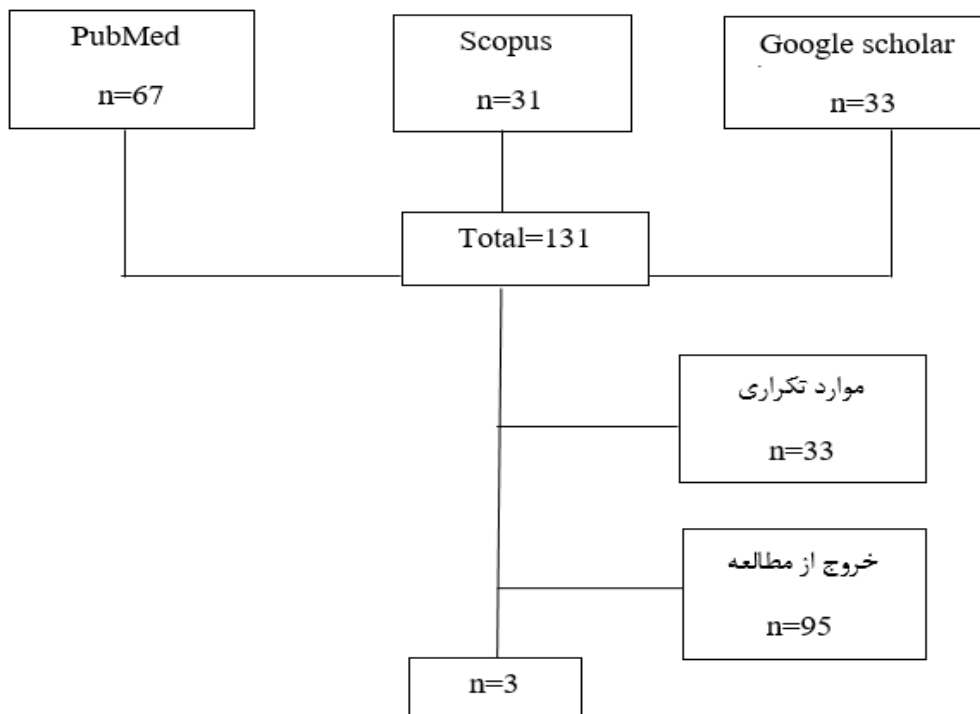 PubMed
n=67
Scopus
n=31
Google scholar
n=33
Total=131
موارد تکراری
n=33
خروج از مطالعه
n=95
n=3